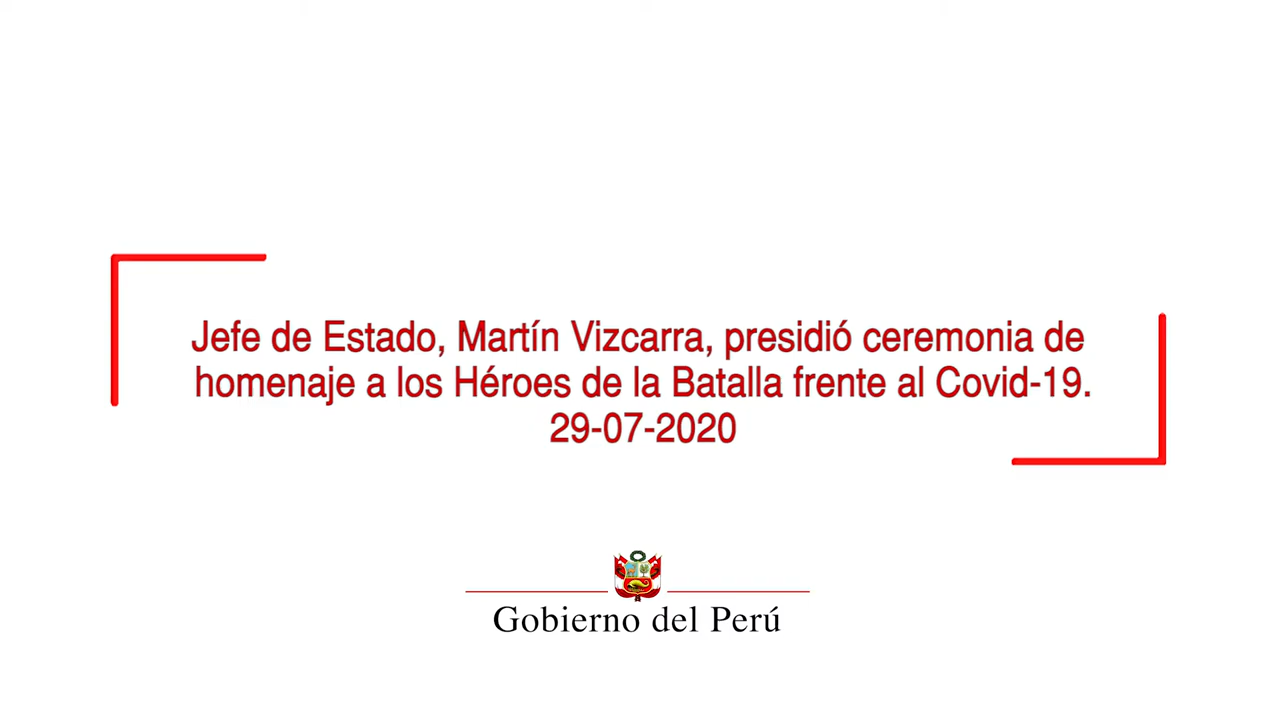 Jefe de Estado, Martín Vizcarra, presidió ceremonia de
homenaje a los Héroes de la Batalla frente al Covid-19.
29-07-2020
Gobierno del Perú